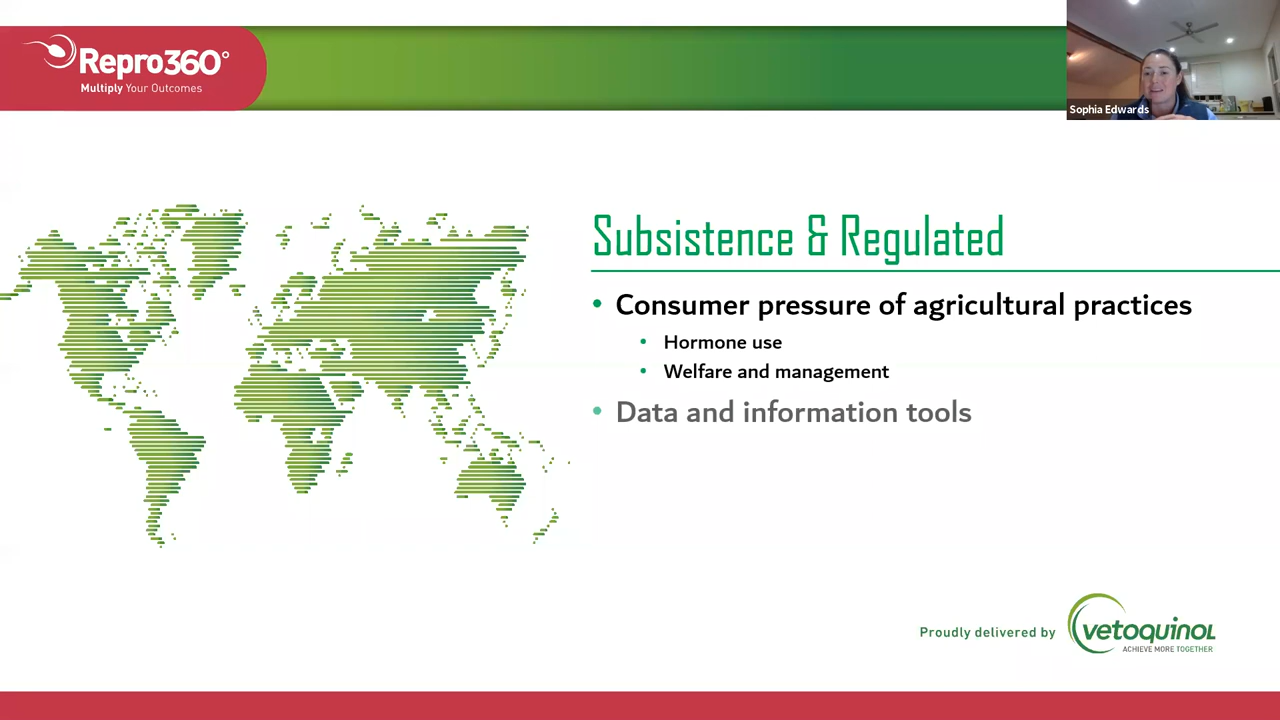 Repro360°
Multiply Your Outcomes
Sophia Edwards
Subsistence & Regulated
• Consumer pressure of agricultural practices
• Hormone use
• Welfare and management
• Data and information tools
Proudly delivered by
vetoquinol
ACHIEVE MORE TOGETHER